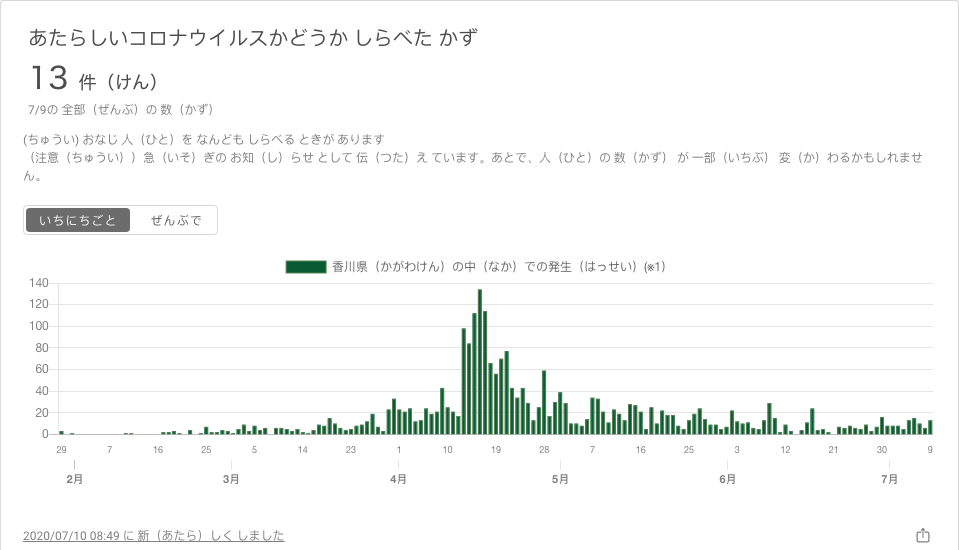 あたらしいコロナウイルスかどうか しらべた かず
13 件（けん）
7/9の 全部（ぜんぶ）の 数（かず）
(ちゅうい) おなじ 人（ひと）を なんども しらべる ときが あります
（注意（ちゅうい））急（いそ）ぎの お知（し）らせ として 伝（つた）え ています。あとで、人（ひと）の 数（かず） が 一部（いちぶ） 変（か）わるかもしれませ
ん。
いちにちごと ぜんぶで
香川県（かがわけん）の中（なか）での発生（はっせい）(※1)
140
120
100
80
60
40
20
0
29 7 16 25 5 14 23 1 10 19 28 7 16 25 3 12 21 30 9
2月 3月 4月 5月 6月 7月
2020/07/10 08:49 に 新（あたら）しく しました